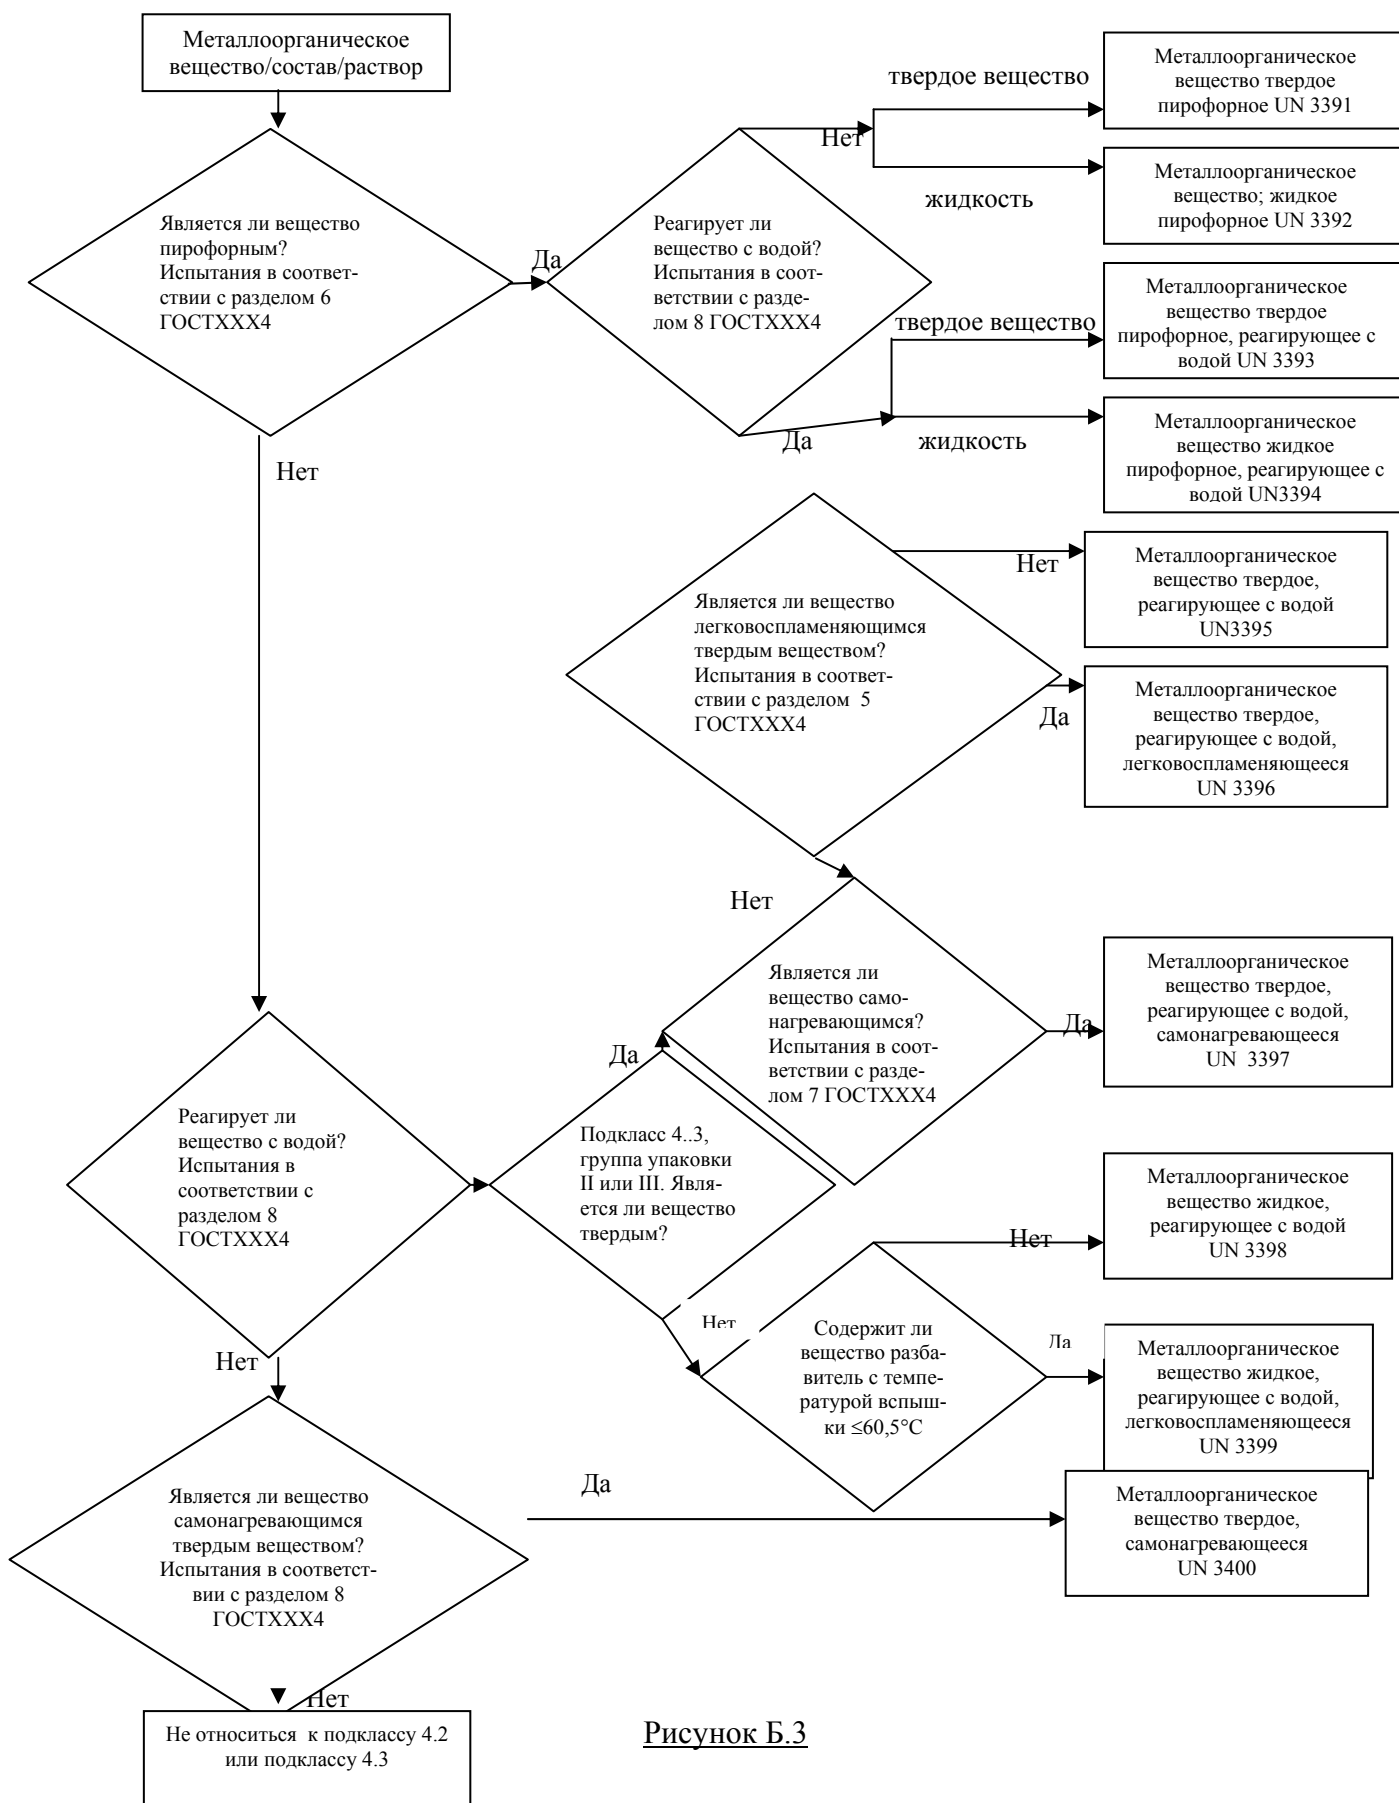 Металлоорганическое
вещество/состав/раствор
твердое вещество
Металлоорганическое
вещество твердое
пирофорное UN 3391
Нет
жидкость
Металлоорганическое
вещество; жидкое
пирофорное UN 3392
Является ли вещество
пирофорным?
Испытания в соответ-
ствии с разделом 6
ГОСТХХХ4
Да
Реагирует ли
вещество с водой?
Испытания в соот-
ветствии с разде-
лом 8 ГОСТХХХ4
твердое вещество
Металлоорганическое
вещество твердое
пирофорное, реагирующее с
водой UN 3393
Да
жидкость
Металлоорганическое
вещество жидкое
пирофорное, реагирующее с
водой UN3394
Нет
Является ли вещество
легковоспламеняющимся
твердым веществом?
Испытания в соответ-
ствии с разделом 5
ГОСТХХХ4
Нет
Металлоорганическое
вещество твердое,
реагирующее с водой
UN3395
Да
Металлоорганическое
вещество твердое,
реагирующее с водой,
легковоспламеняющееся
UN 3396
Нет
Является ли
вещество само-
нагревающимся?
Испытания в соот-
ветствии с разде-
лом 7 ГОСТХХХ4
Да
Металлоорганическое
вещество твердое,
реагирующее с водой,
самонагревающееся
UN 3397
Да
Реагирует ли
вещество с водой?
Испытания в
соответствии с
разделом 8
ГОСТХХХ4
Подкласс 4..3,
группа упаковки
II или III. Явля-
ется ли вещество
твердым?
Нет
Металлоорганическое
вещество жидкое,
реагирующее с водой
UN 3398
Нет
Содержит ли
вещество разба-
витель с темпе-
ратурой вспыш-
ки ≤60,5°С
Да
Металлоорганическое
вещество жидкое,
реагирующее с водой,
легковоспламеняющееся
UN 3399
Нет
Является ли вещество
самонагревающимся
твердым веществом?
Испытания в соответст-
вии с разделом 8
ГОСТХХХ4
Да
Металлоорганическое
вещество твердое,
самонагревающееся
UN 3400
Нет
Не относиться к подклассу 4.2
или подклассу 4.3
Рисунок Б.3